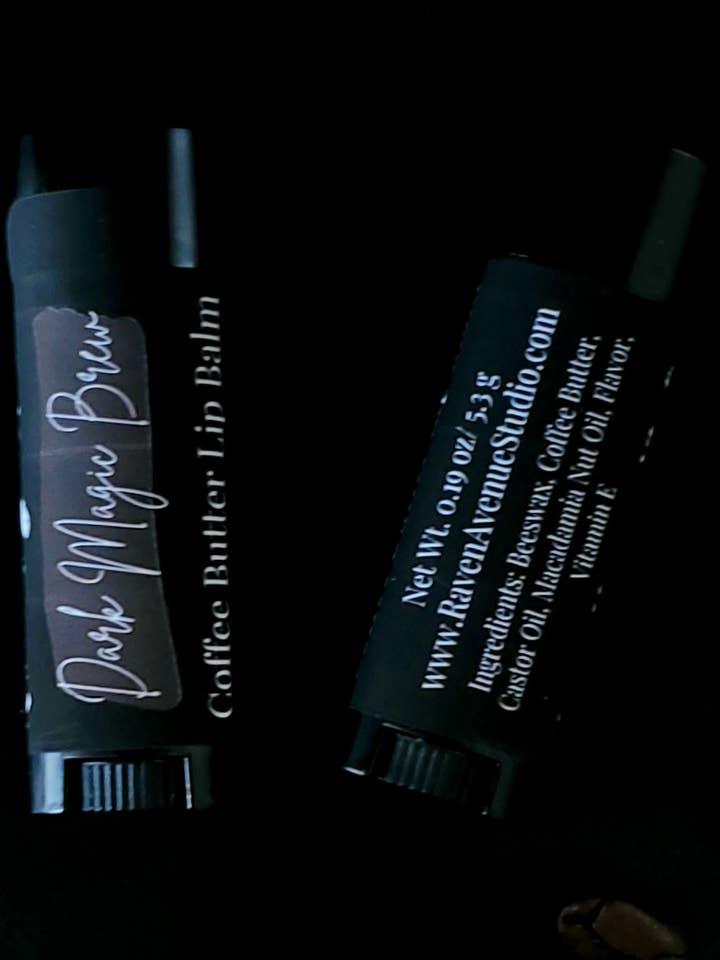 Dark Magic Brew
Coffee Butter Lip Balm
Net Wt. 0.19 oz/ 5.3 g
www.RavenAvenueStudio.com
Ingredients: Beeswax, Coffee Butter,
Castor Oil, Macadamia Nut Oil, Flavor,
Vitamin E